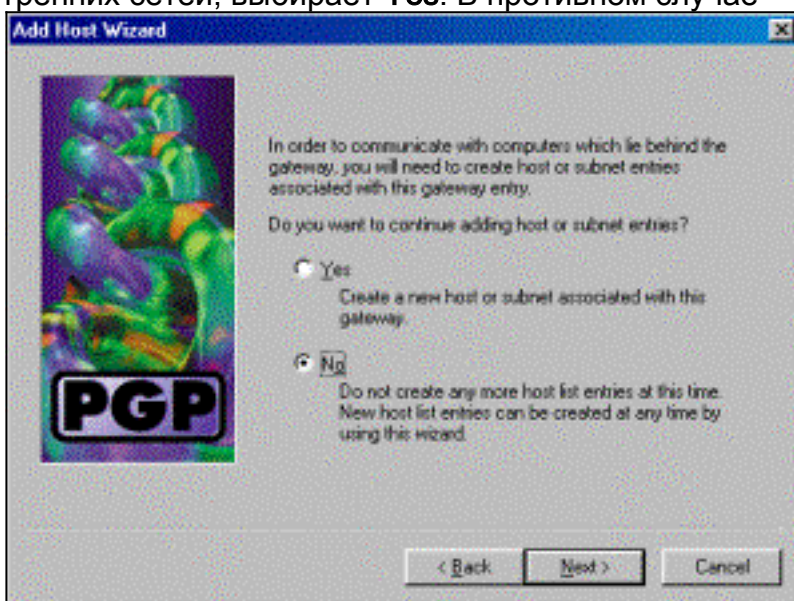 тренних сетей, выбирает Yes. В противном случае
Add Host Wizard
In order to communicate with computers which lie behind the
gateway, you will need to create host or subnet entries
associated with this gateway entry.
Do you want to continue adding host or subnet entries?
Yes
Create a new host or subnet associated with this
gateway.
No
Do not create any more host list entries at this time.
New host list entries can be created at any time by
using this wizard.
PGP
< Back Next > Cancel